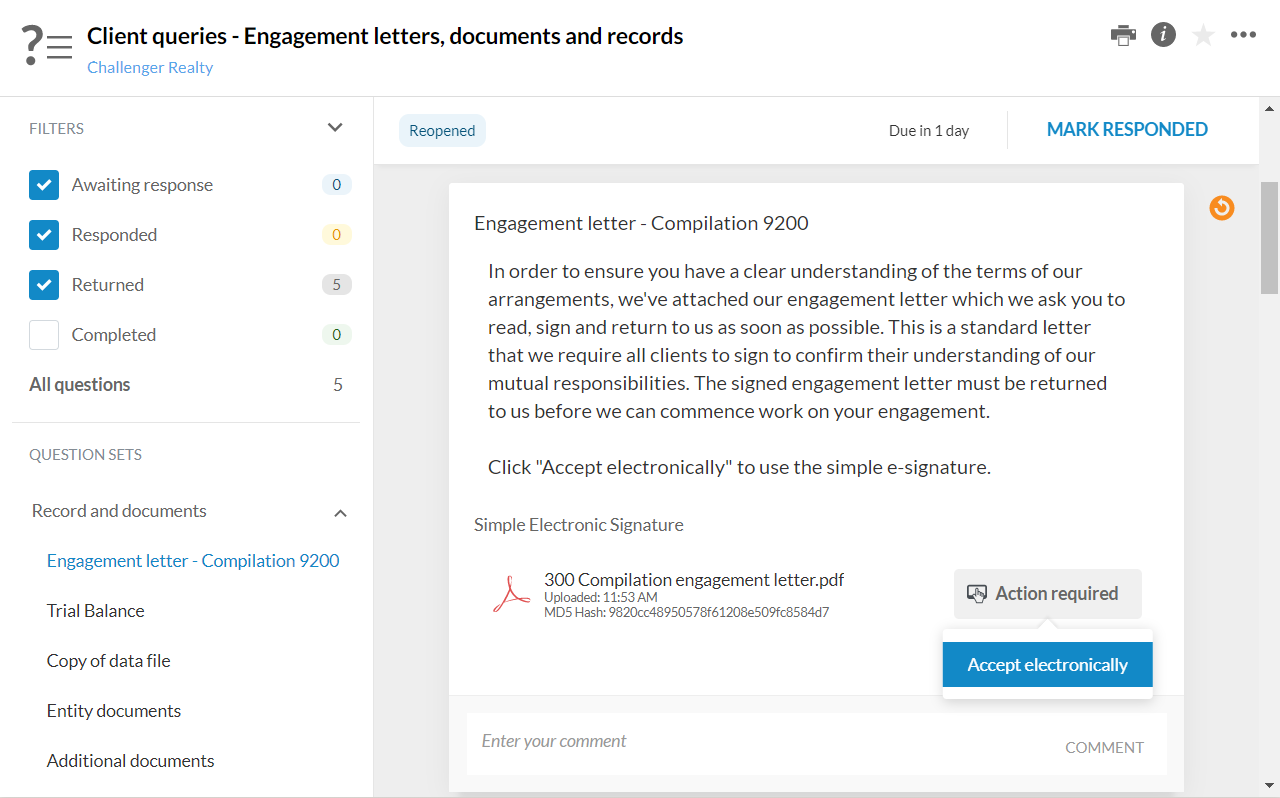 Client queries - Engagement letters, documents and records
Challenger Realty
FILTERS
Awaiting response 0
Responded 0
Returned 5
Completed 0
All questions 5
QUESTION SETS
Record and documents
Engagement letter - Compilation 9200
Trial Balance
Copy of data file
Entity documents
Additional documents
Reopened
Due in 1 day
MARK RESPONDED
Engagement letter - Compilation 9200
In order to ensure you have a clear understanding of the terms of our
arrangements, we've attached our engagement letter which we ask you to
read, sign and return to us as soon as possible. This is a standard letter
that we require all clients to sign to confirm their understanding of our
mutual responsibilities. The signed engagement letter must be returned
to us before we can commence work on your engagement.
Click "Accept electronically" to use the simple e-signature.
Simple Electronic Signature
300 Compilation engagement letter.pdf
Uploaded: 11:53 AM
MD5 Hash: 9820cc48950578f61208e509fc8584d7
Action required
Accept electronically
Enter your comment
COMMENT